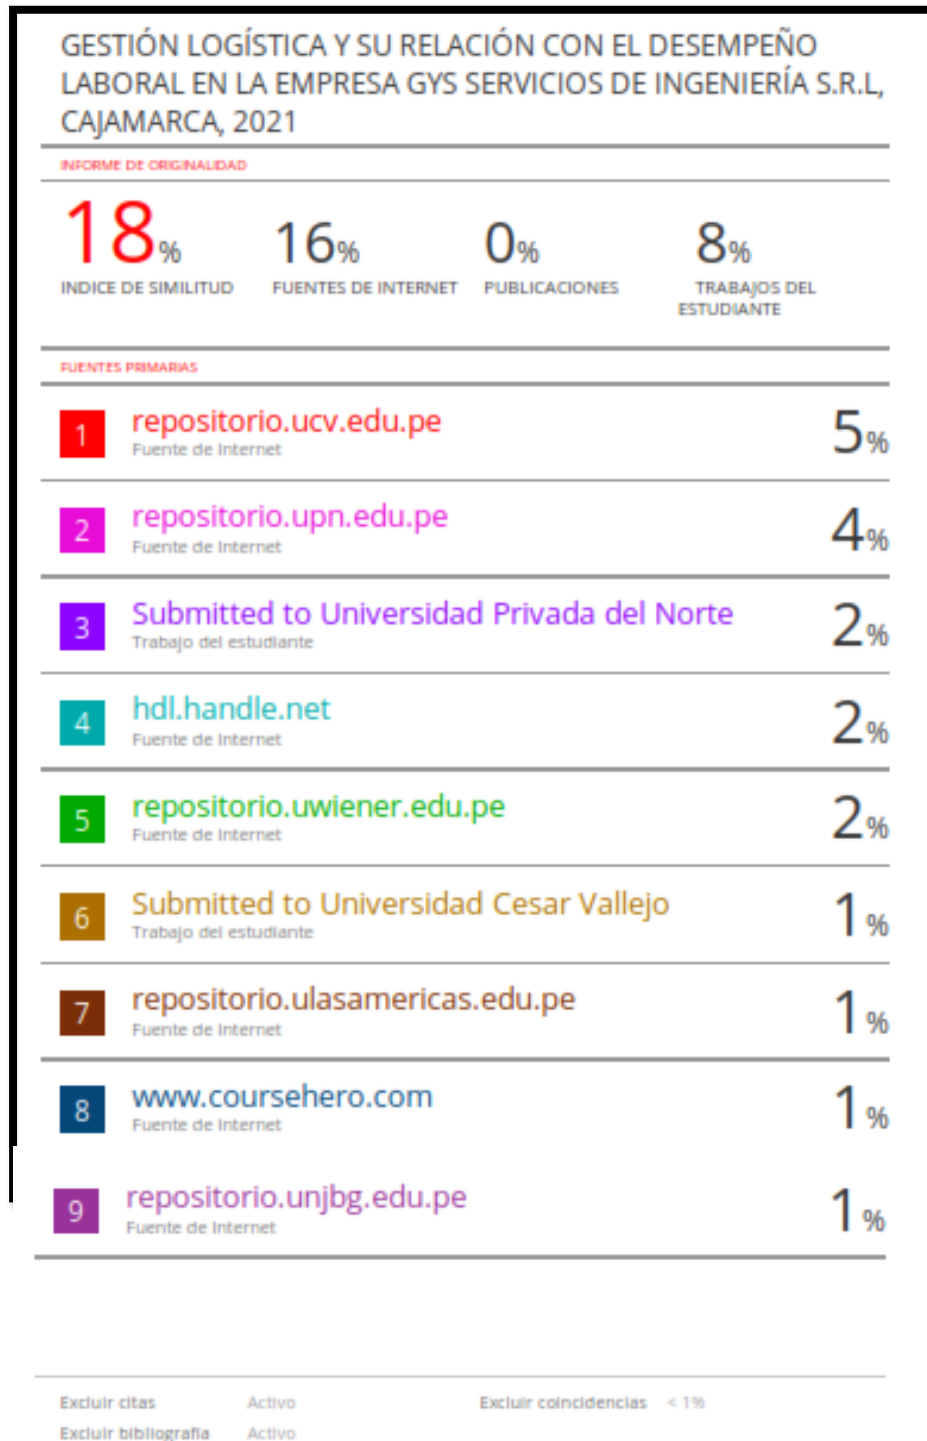 GESTIÓN LOGÍSTICA Y SU RELACIÓN CON EL DESEMPEÑO
LABORAL EN LA EMPRESA GYS SERVICIOS DE INGENIERÍA S.R.L,
CAJAMARCA, 2021
INFORME DE ORIGINALIDAD
18% 16% 0% 8%
INDICE DE SIMILITUD FUENTES DE INTERNET PUBLICACIONES TRABAJOS DEL
ESTUDIANTE
FUENTES PRIMARIAS
1 repositorio.ucv.edu.pe 5%
Fuente de Internet
2 repositorio.upn.edu.pe 4%
Fuente de Internet
3 Submitted to Universidad Privada del Norte 2%
Trabajo del estudiante
4 hdl.handle.net 2%
Fuente de Internet
5 repositorio.uwiener.edu.pe 2%
Fuente de Internet
6 Submitted to Universidad Cesar Vallejo 1%
Trabajo del estudiante
7 repositorio.ulasamericas.edu.pe 1%
Fuente de Internet
8 www.coursehero.com 1%
Fuente de Internet
9 repositorio.unjbg.edu.pe 1%
Fuente de Internet
Excluir citas Activo Excluir coincidencias < 1%
Excluir bibliografía Activo